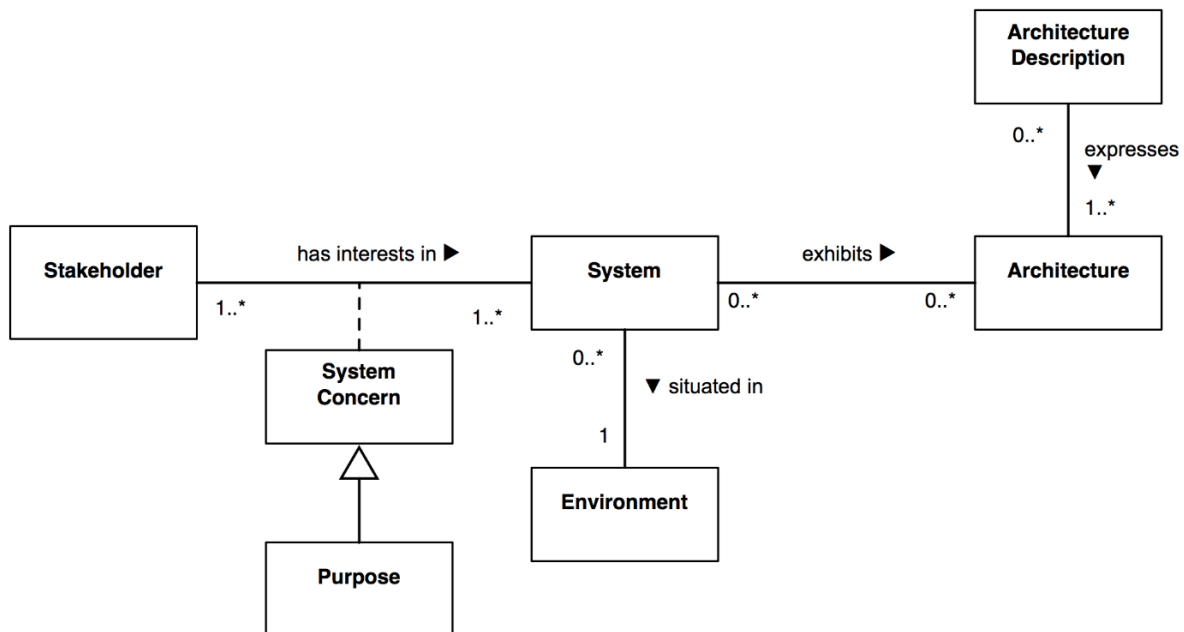 Architecture
Description
0..*
expresses
▼
1..*
Stakeholder
has interests in ▶
System
exhibits ▶
Architecture
1..*
1..*
0..*
0..*
System
Concern
0..*
▼ situated in
1
Environment
Purpose